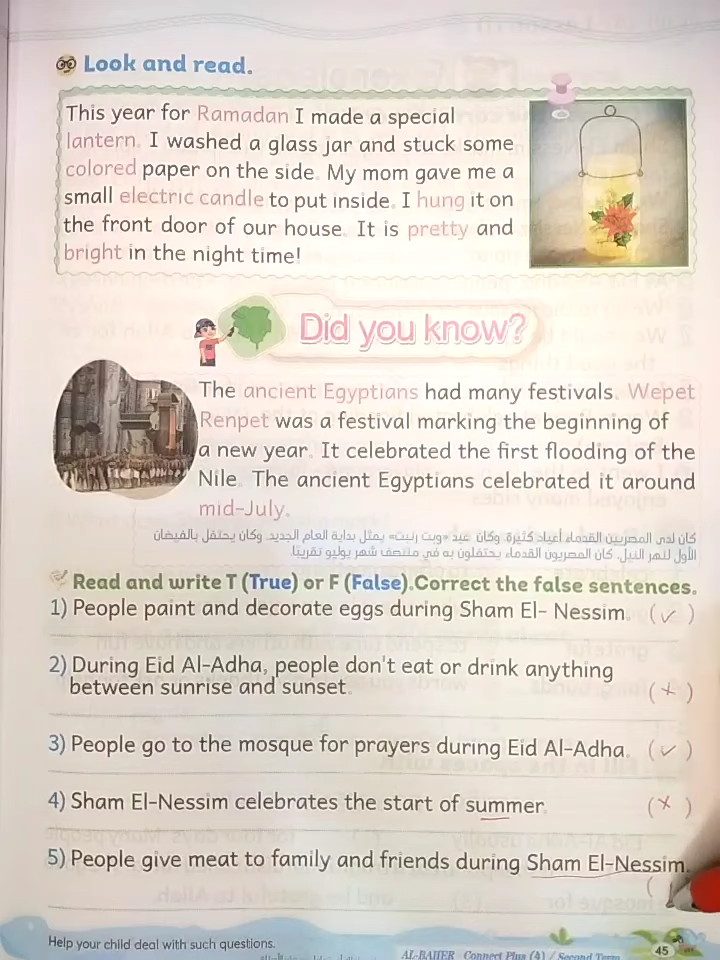 Look and read.
This year for Ramadan I made a special
lantern. I washed a glass jar and stuck some
colored paper on the side. My mom gave me a
small electric candle to put inside. I hung it on
the front door of our house. It is pretty and
bright in the night time!
Did you know?
The ancient Egyptians had many festivals. Wepet
Renpet was a festival marking the beginning of
a new year. It celebrated the first flooding of the
Nile. The ancient Egyptians celebrated it around
mid-July.
كان لدى المصريين القدماء أعياد كثيرة. وكان عيد «ويبت رنبت» يمثل بداية العام الجديد. وكان يحتفل بالفيضان
الأول لنهر النيل. كان المصريون القدماء يحتفلون به في منتصف شهر يوليو تقريبًا.
Read and write T (True) or F (False).Correct the false sentences.
1) People paint and decorate eggs during Sham El- Nessim. (✓)
2) During Eid Al-Adha, people don't eat or drink anything
between sunrise and sunset. (✗)
3) People go to the mosque for prayers during Eid Al-Adha. (✓)
4) Sham El-Nessim celebrates the start of summer. (✗)
5) People give meat to family and friends during Sham El-Nessim.
(
Help your child deal with such questions.
AL-BAHER Connect Plus (4) / Second Term
45